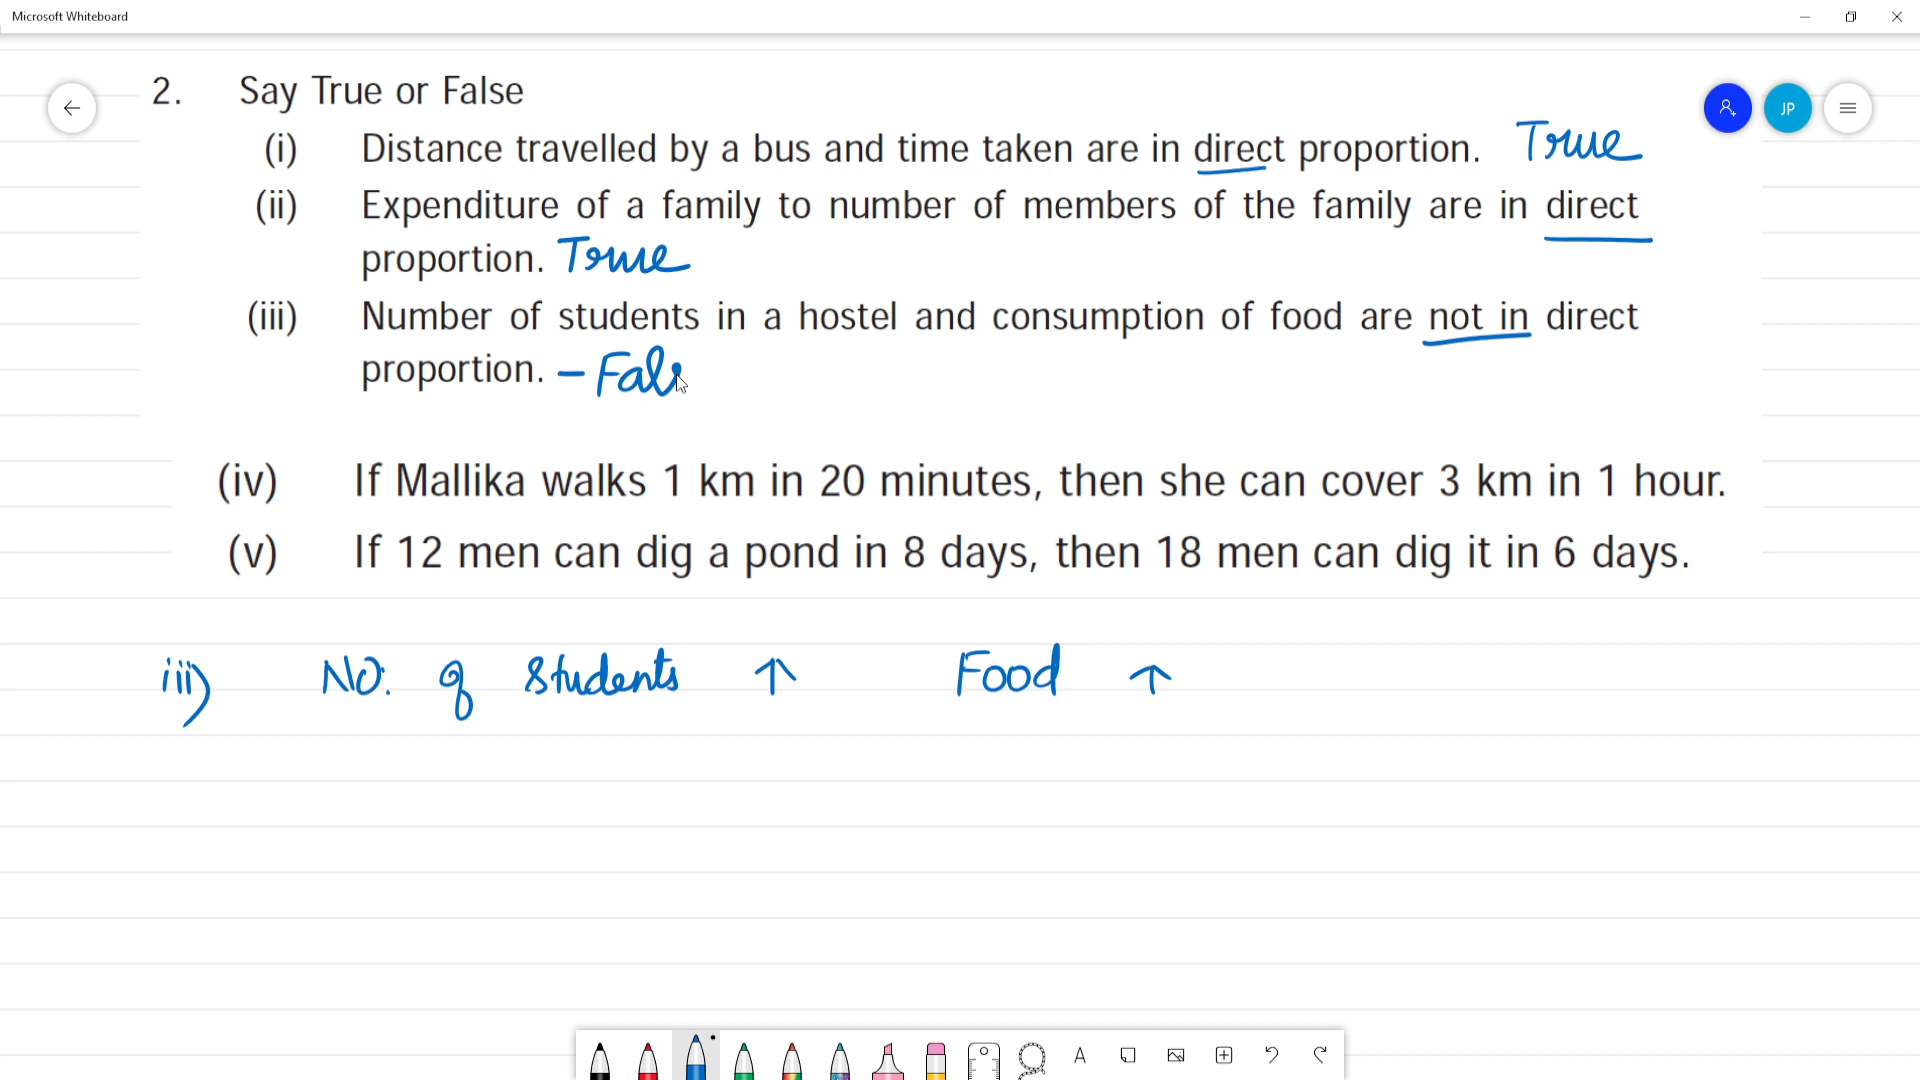 Microsoft Whiteboard
2. Say True or False
(i) Distance travelled by a bus and time taken are in direct proportion. True
(ii) Expenditure of a family to number of members of the family are in direct
proportion. True
(iii) Number of students in a hostel and consumption of food are not in direct
proportion. – Fals
(iv) If Mallika walks 1 km in 20 minutes, then she can cover 3 km in 1 hour.
(v) If 12 men can dig a pond in 8 days, then 18 men can dig it in 6 days.
iii) NO. of Students ↑ Food ↑
JP
A